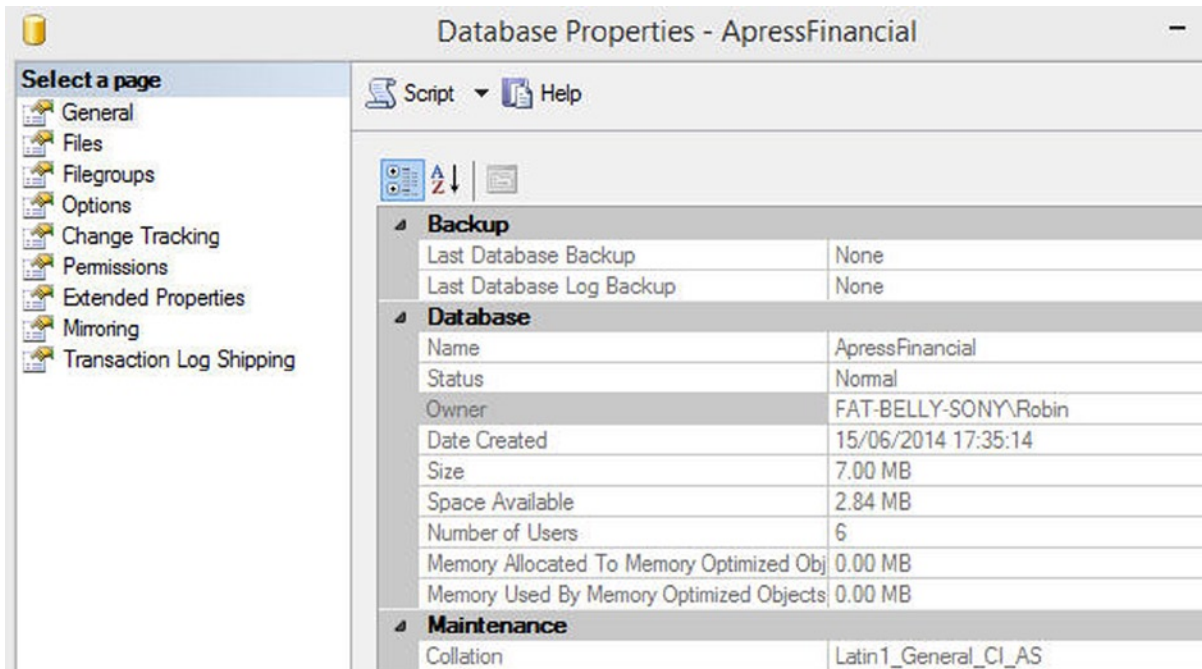 Database Properties - ApressFinancial
Select a page
General
Files
Filegroups
Options
Change Tracking
Permissions
Extended Properties
Mirroring
Transaction Log Shipping
Script Help
Backup
Last Database Backup None
Last Database Log Backup None
Database
Name ApressFinancial
Status Normal
Owner FAT-BELLY-SONY\Robin
Date Created 15/06/2014 17:35:14
Size 7.00 MB
Space Available 2.84 MB
Number of Users 6
Memory Allocated To Memory Optimized Obj 0.00 MB
Memory Used By Memory Optimized Objects 0.00 MB
Maintenance
Collation Latin1_General_CI_AS